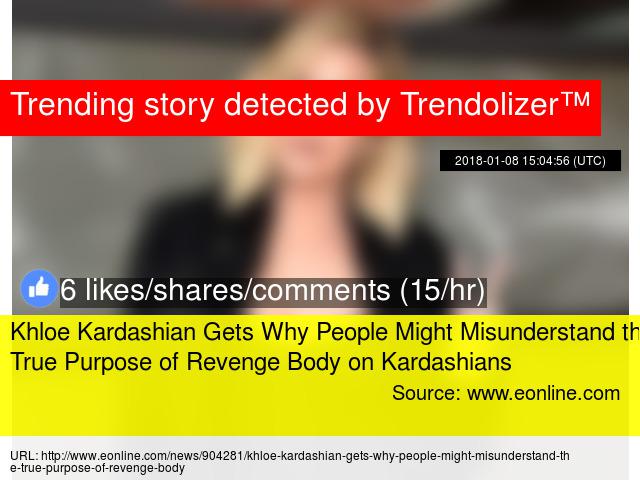 Trending story detected by Trendolizer™
2018-01-08 15:04:56 (UTC)
6 likes/shares/comments (15/hr)
Khloe Kardashian Gets Why People Might Misunderstand th
True Purpose of Revenge Body on Kardashians
Source: www.eonline.com
URL: http://www.eonline.com/news/904281/khloe-kardashian-gets-why-people-might-misunderstand-th
e-true-purpose-of-revenge-body